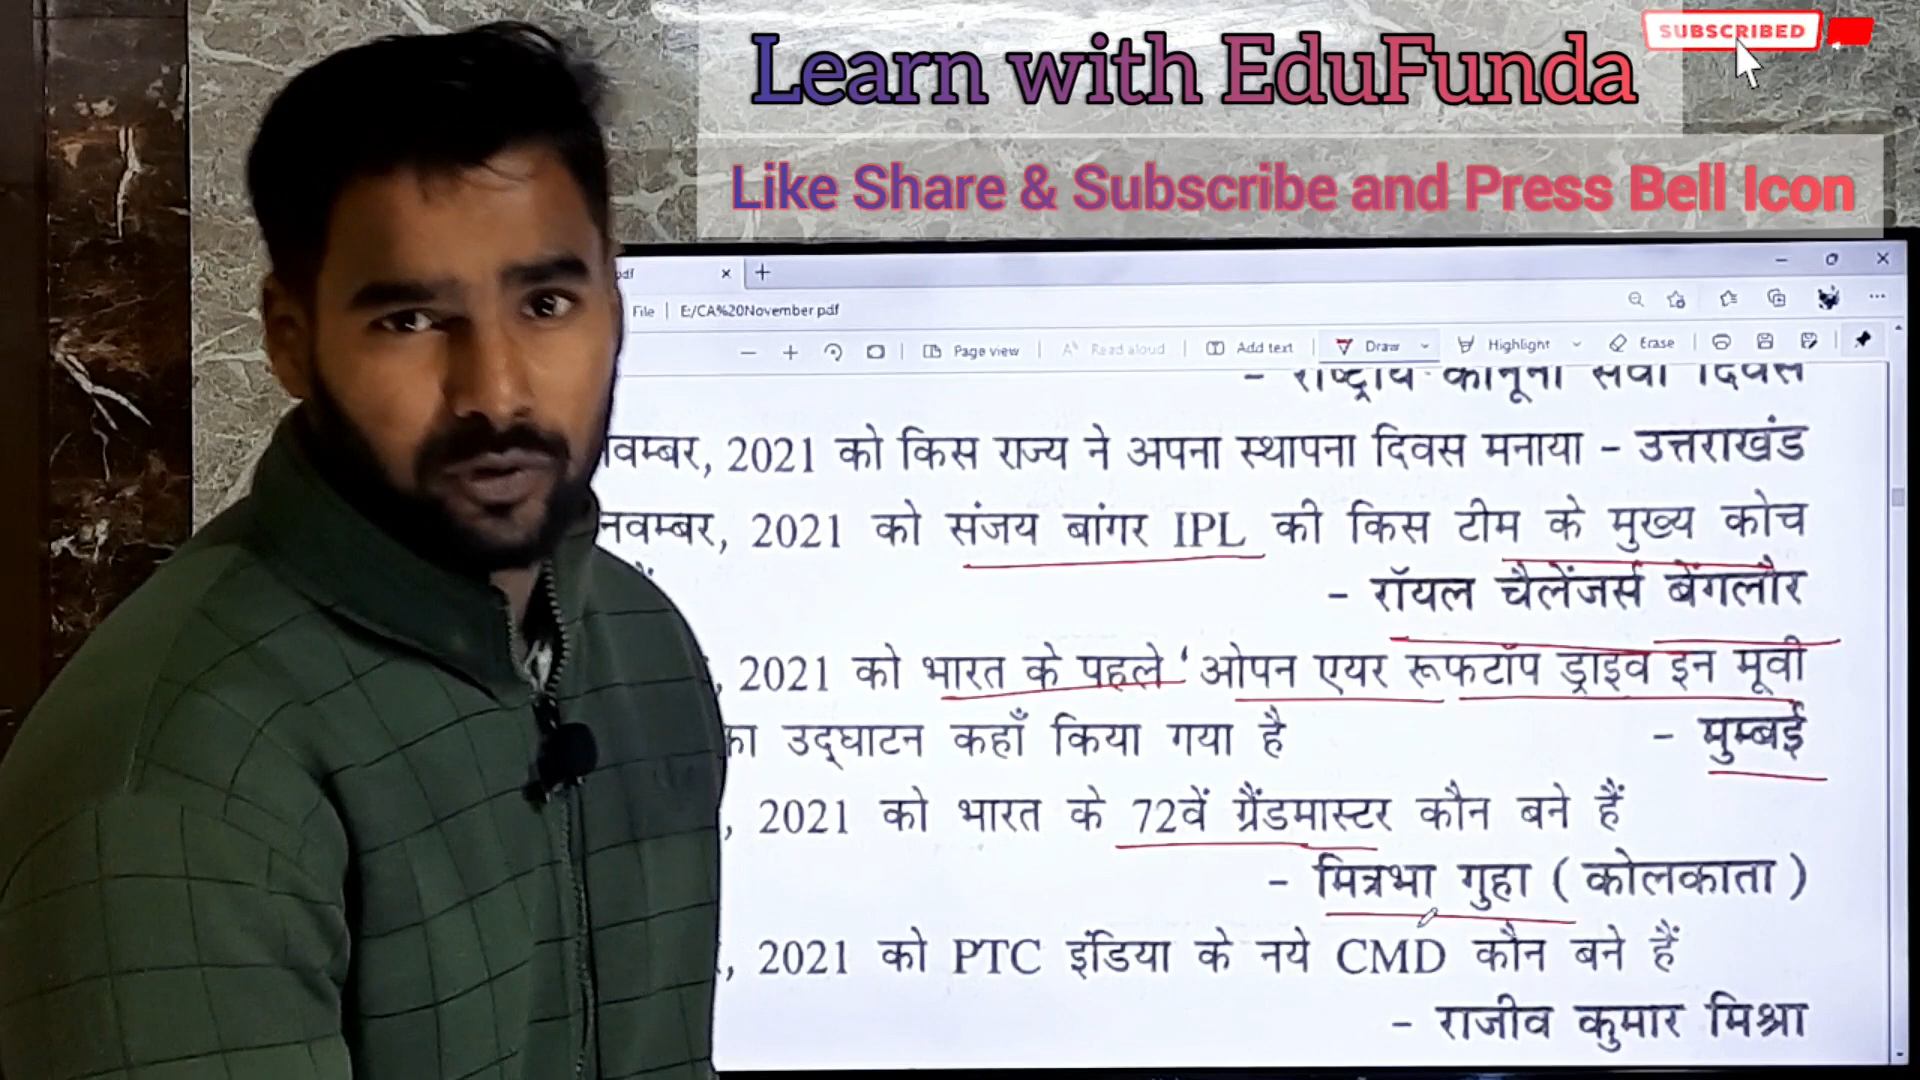 Learn with EduFunda
SUBSCRIBED
Like Share & Subscribe and Press Bell Icon
File | E:/CA%20November.pdf
Page view
Read aloud
Add text
Draw
Highlight
Erase
- राष्ट्रीय कानूनी सेवा दिवस
2021 को किस राज्य ने अपना स्थापना दिवस मनाया - उत्तराखंड
नवम्बर, 2021 को संजय बांगर IPL की किस टीम के मुख्य कोच
- रॉयल चैलेंजर्स बेंगलौर
, 2021 को भारत के पहले ‘ओपन एयर रूफटॉप ड्राइव इन मूवी
का उद्घाटन कहाँ किया गया है - मुम्बई
, 2021 को भारत के 72वें ग्रैंडमास्टर कौन बने हैं
- मित्रभा गुहा ( कोलकाता )
, 2021 को PTC इंडिया के नये CMD कौन बने हैं
- राजीव कुमार मिश्रा